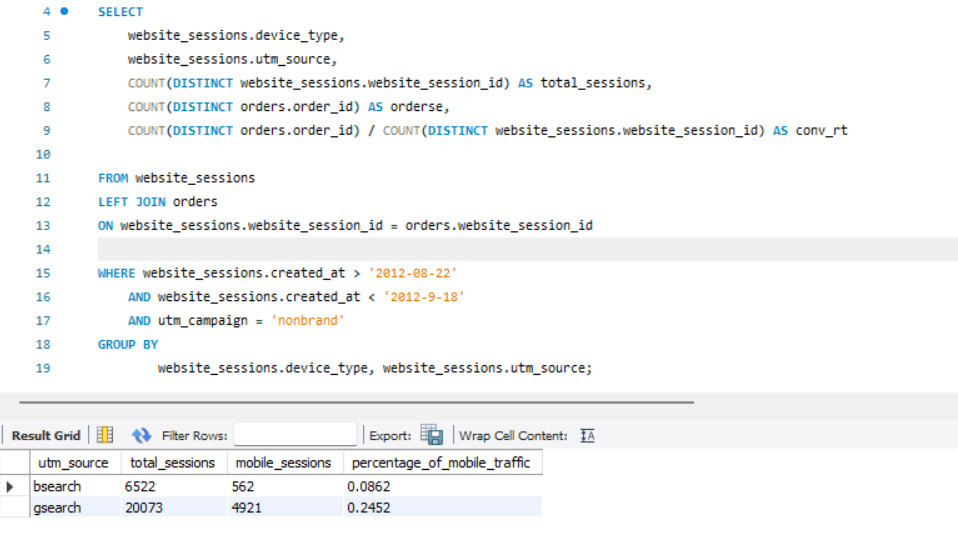 4 SELECT
5 website_sessions.device_type,
6 website_sessions.utm_source,
7 COUNT(DISTINCT website_sessions.website_session_id) AS total_sessions,
8 COUNT(DISTINCT orders.order_id) AS orderse,
9 COUNT(DISTINCT orders.order_id) / COUNT(DISTINCT website_sessions.website_session_id) AS conv_rt
10
11 FROM website_sessions
12 LEFT JOIN orders
13 ON website_sessions.website_session_id = orders.website_session_id
14
15 WHERE website_sessions.created_at > '2012-08-22'
16 AND website_sessions.created_at < '2012-9-18'
17 AND utm_campaign = 'nonbrand'
18 GROUP BY
19 website_sessions.device_type, website_sessions.utm_source;
Result Grid Filter Rows: Export: Wrap Cell Content: IA
utm_source total_sessions mobile_sessions percentage_of_mobile_traffic
bsearch 6522 562 0.0862
gsearch 20073 4921 0.2452